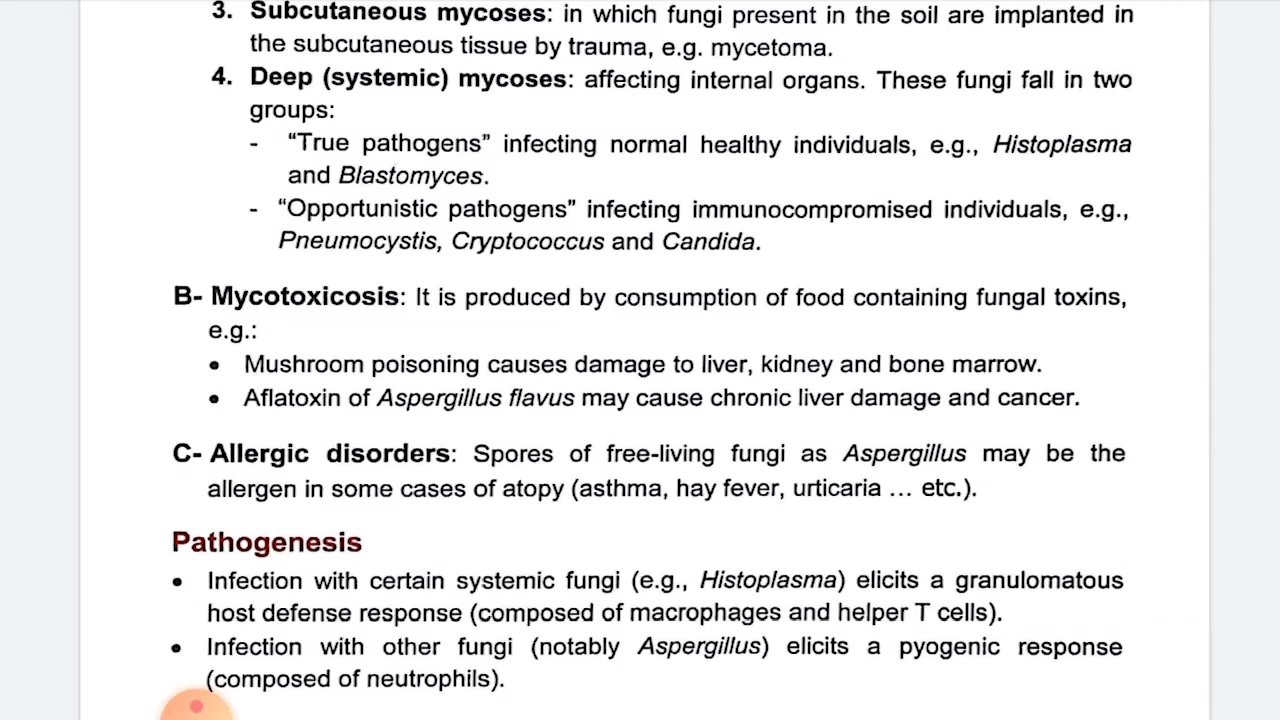 3. Subcutaneous mycoses: in which fungi present in the soil are implanted in
the subcutaneous tissue by trauma, e.g. mycetoma.
4. Deep (systemic) mycoses: affecting internal organs. These fungi fall in two
groups:
- “True pathogens” infecting normal healthy individuals, e.g., Histoplasma
and Blastomyces.
- “Opportunistic pathogens” infecting immunocompromised individuals, e.g.,
Pneumocystis, Cryptococcus and Candida.
B- Mycotoxicosis: It is produced by consumption of food containing fungal toxins,
e.g.:
• Mushroom poisoning causes damage to liver, kidney and bone marrow.
• Aflatoxin of Aspergillus flavus may cause chronic liver damage and cancer.
C- Allergic disorders: Spores of free-living fungi as Aspergillus may be the
allergen in some cases of atopy (asthma, hay fever, urticaria ... etc.).
Pathogenesis
• Infection with certain systemic fungi (e.g., Histoplasma) elicits a granulomatous
host defense response (composed of macrophages and helper T cells).
• Infection with other fungi (notably Aspergillus) elicits a pyogenic response
(composed of neutrophils).